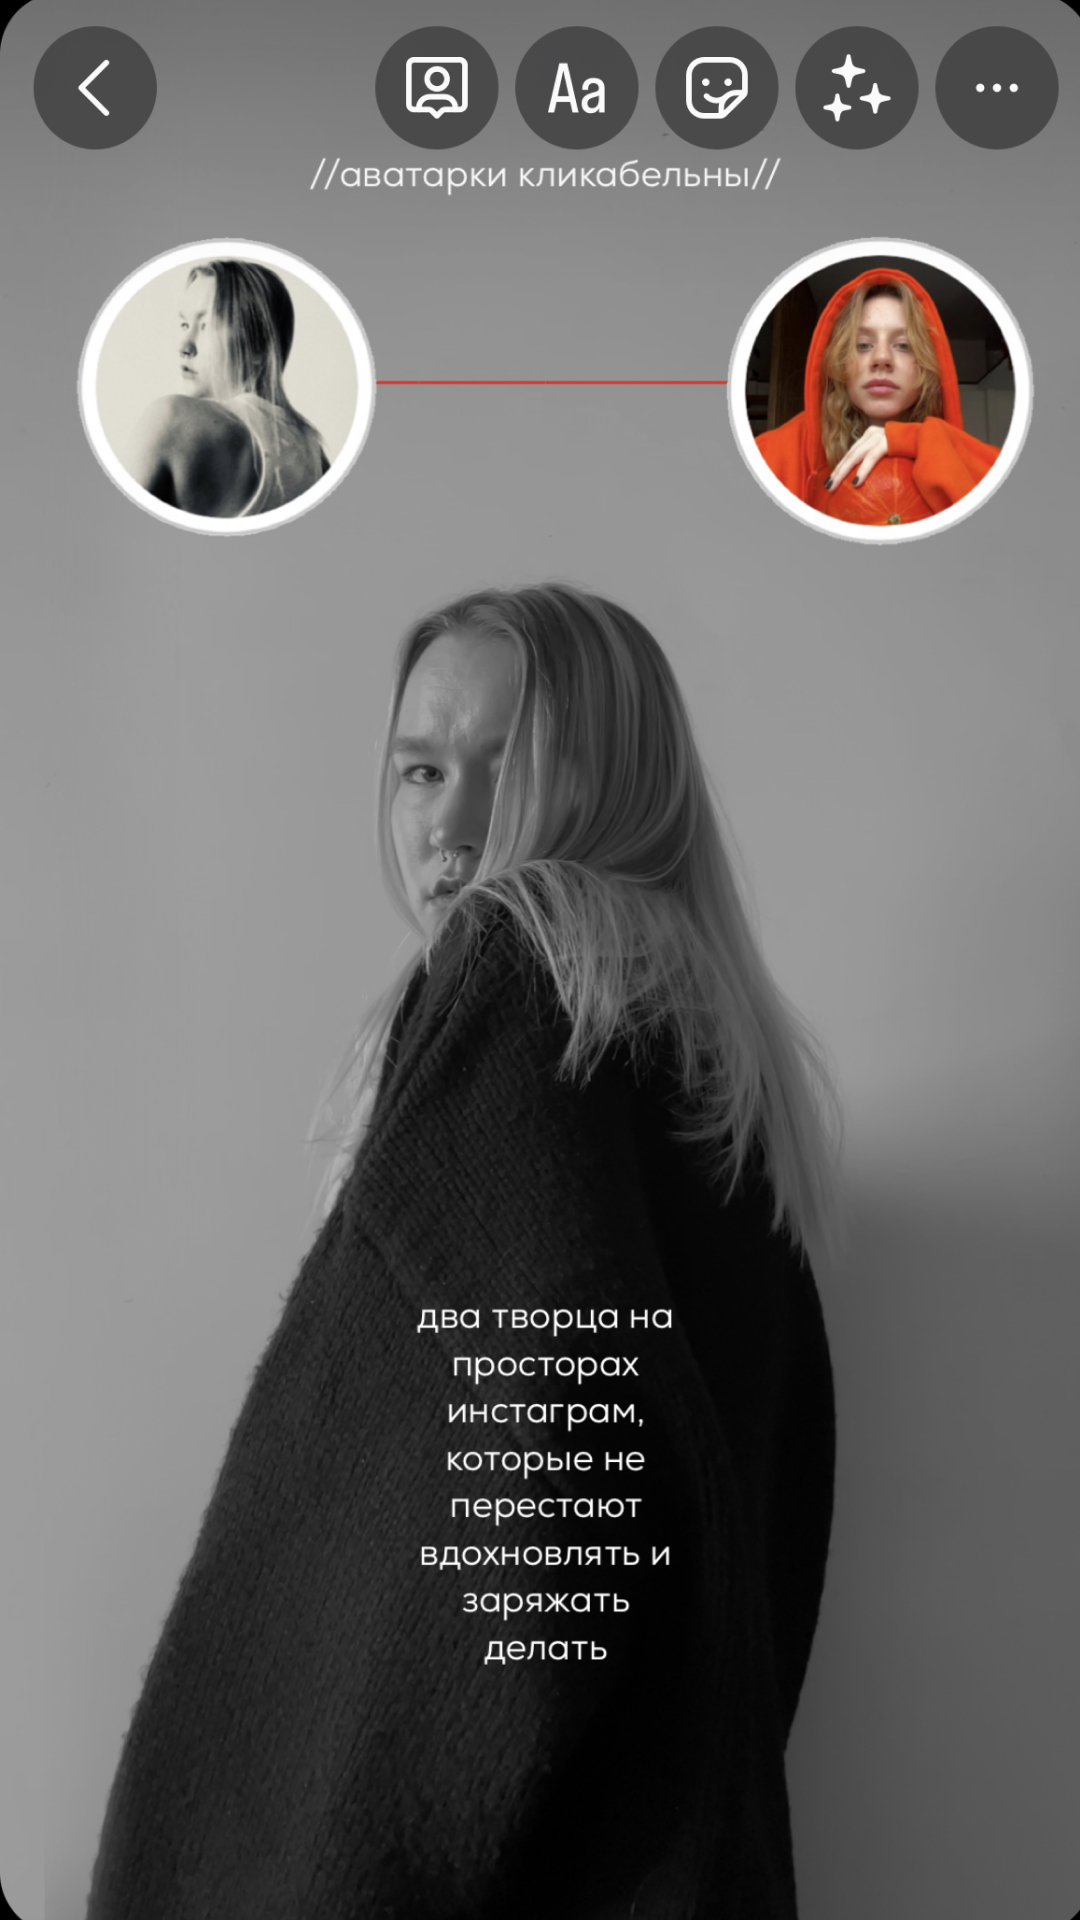 Aa
//аватарки кликабельны//
два творца на
просторах
инстаграм,
которые не
перестают
вдохновлять и
заряжать
делать